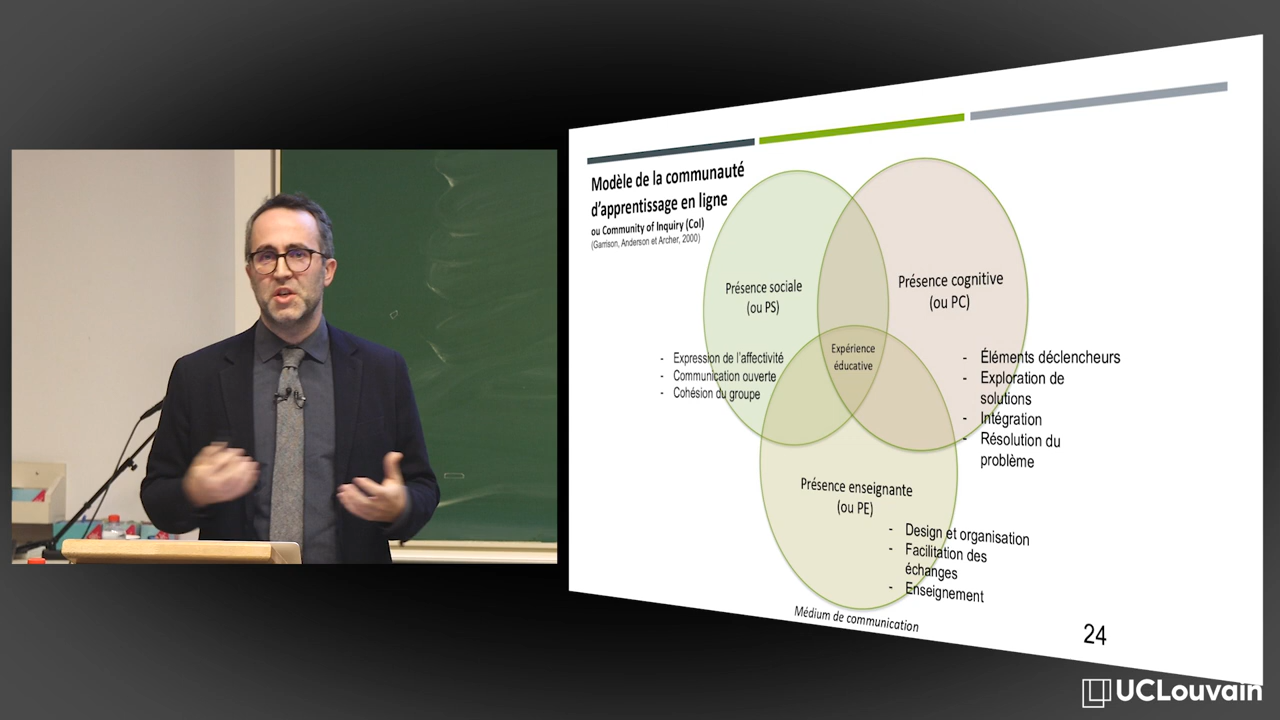 Modèle de la communauté
d'apprentissage en ligne
ou Community of Inquiry (CoI)
(Garrison, Anderson et Archer, 2000)
Présence sociale
(ou PS)
- Expression de l'affectivité
- Communication ouverte
- Cohésion du groupe
Présence cognitive
(ou PC)
- Éléments déclencheurs
- Exploration de
solutions
- Intégration
- Résolution du
problème
Expérience
éducative
Présence enseignante
(ou PE)
- Design et organisation
- Facilitation des
échanges
- Enseignement
Médium de communication
24
UCLouvain